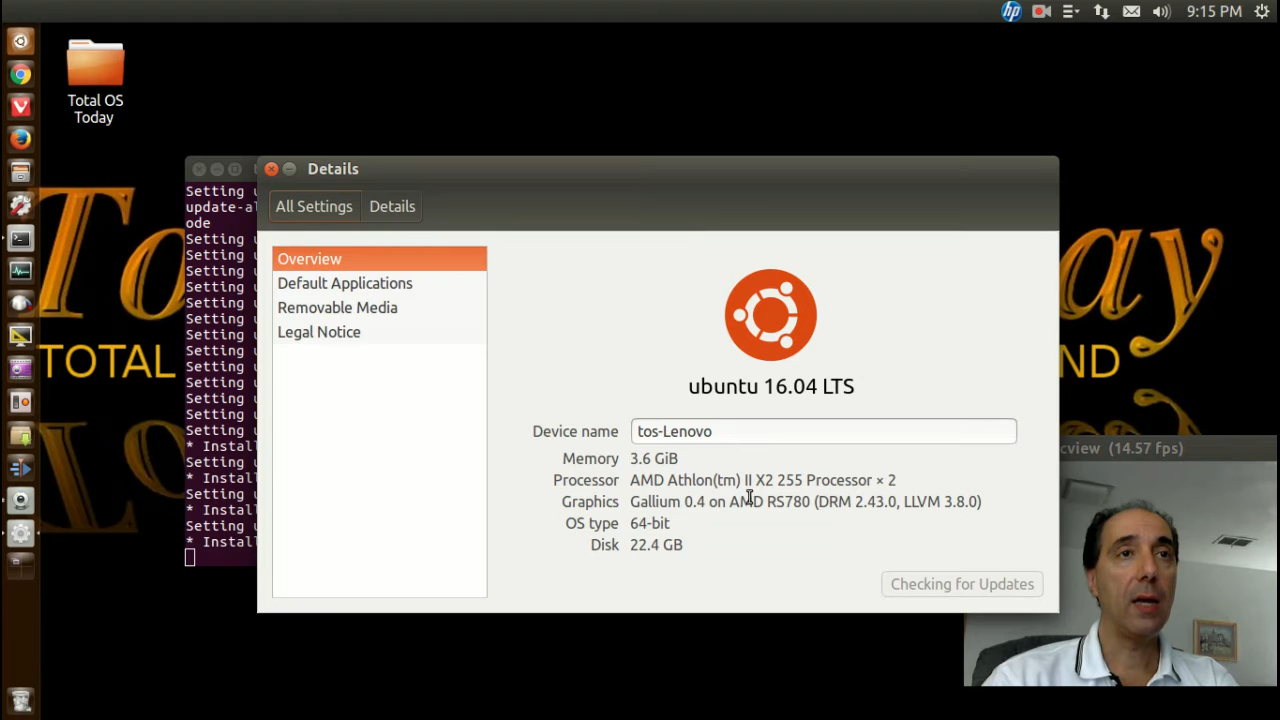 hp
9:15 PM
Total OS
Today
Details
All Settings
Details
Setting
update-al
ode
Setting
Setting
Setting
Setting
Setting
Setting
Setting
Setting
Setting
Setting
Setting
Setting
* Install
Setting
* Install
Setting
* Install
Setting
* Install
Overview
Default Applications
Removable Media
Legal Notice
ubuntu 16.04 LTS
Device name tos-Lenovo
Memory 3.6 GiB
Processor AMD Athlon(tm) II X2 255 Processor × 2
Graphics Gallium 0.4 on AMD RS780 (DRM 2.43.0, LLVM 3.8.0)
OS type 64-bit
Disk 22.4 GB
Checking for Updates
To
ay
TOTAL
ND
cview (14.57 fps)